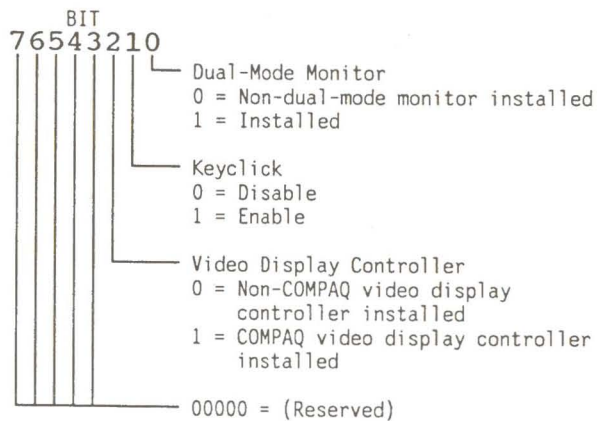 BIT
76543210
Dual-Mode Monitor
0 = Non-dual-mode monitor installed
1 = Installed
Keyclick
0 = Disable
1 = Enable
Video Display Controller
0 = Non-COMPAQ video display
controller installed
1 = COMPAQ video display controller
installed
00000 = (Reserved)